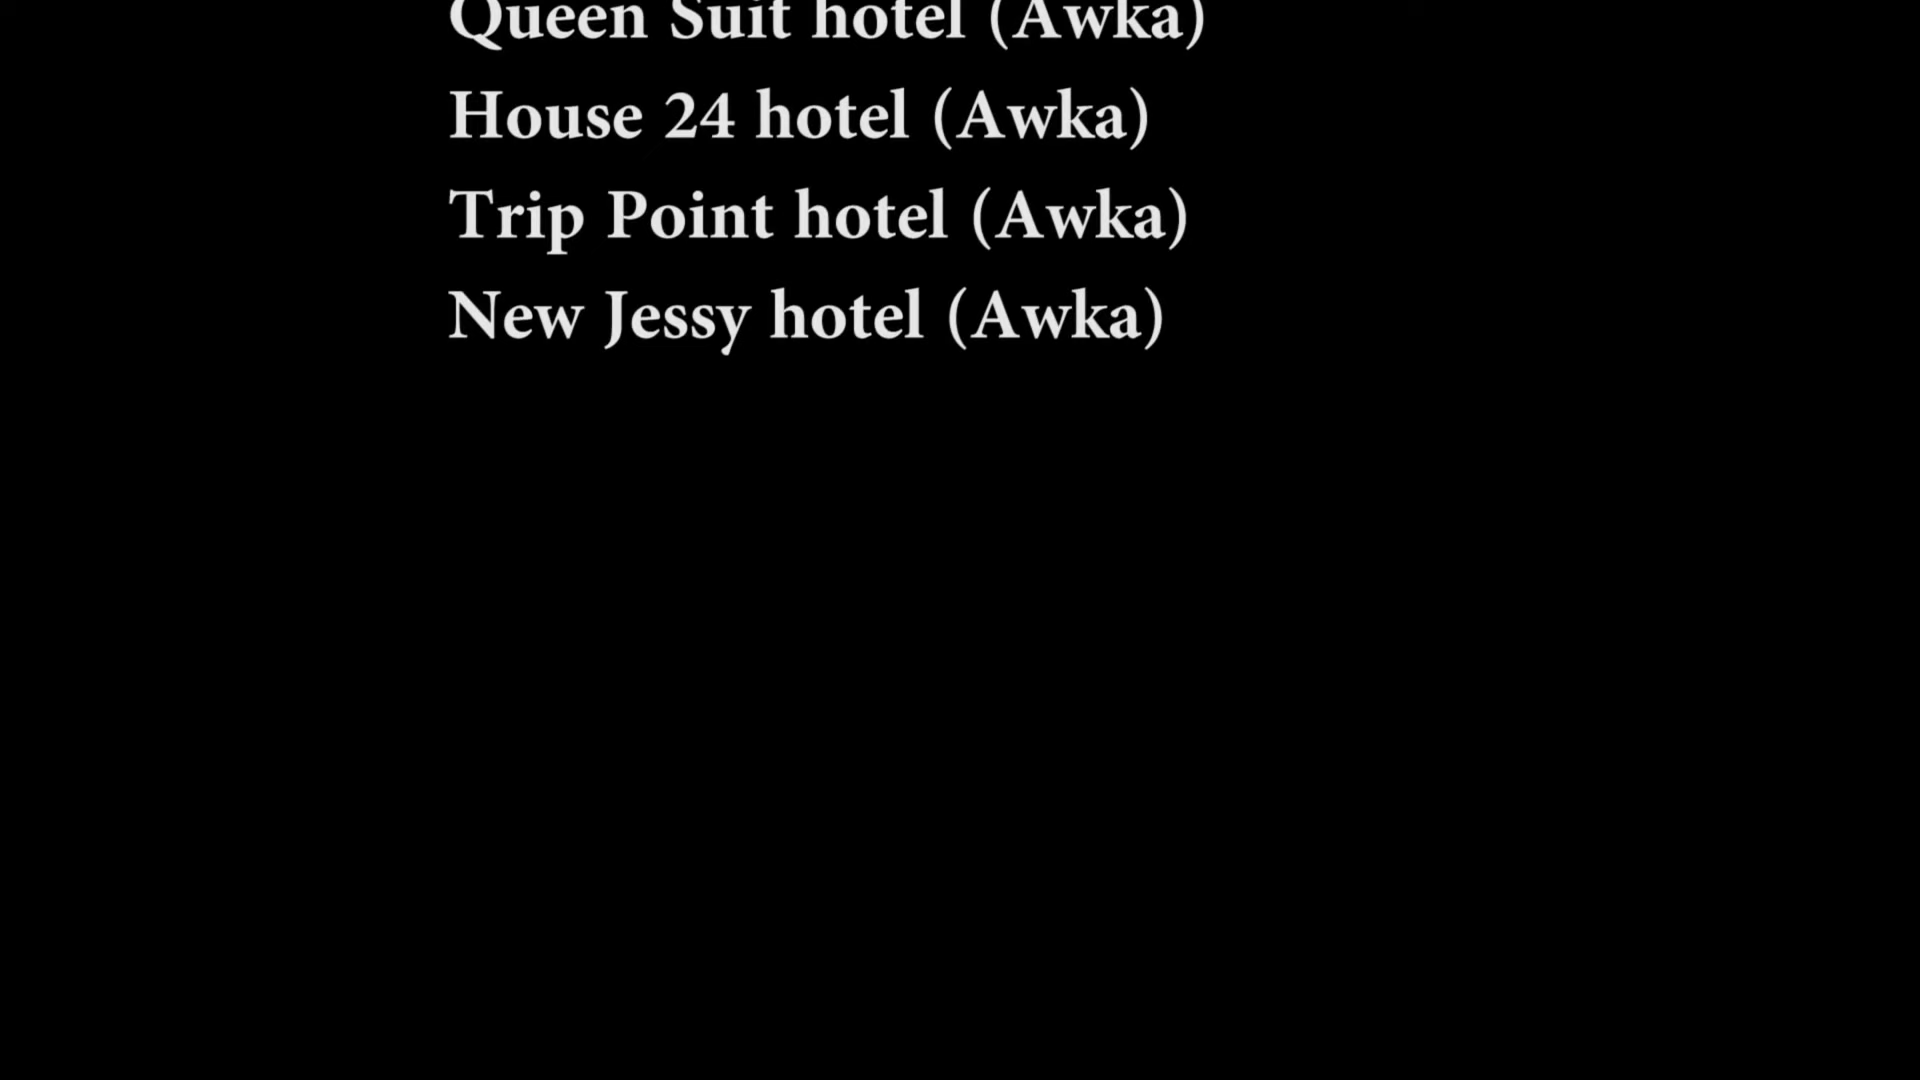 Queen Suit hotel (Awka)
House 24 hotel (Awka)
Trip Point hotel (Awka)
New Jessy hotel (Awka)